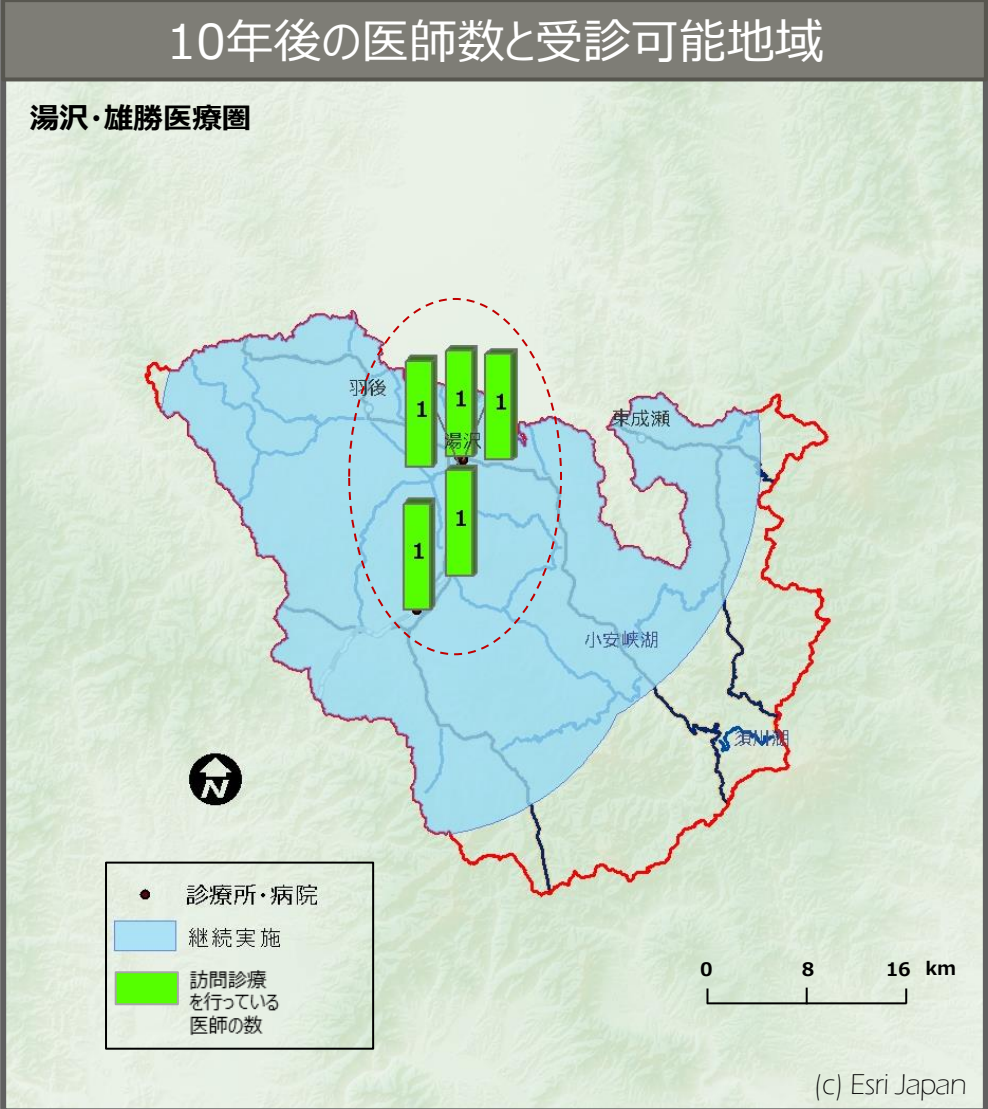 10年後の医師数と受診可能地域
湯沢・雄勝医療圏
羽後
1
1
1
湯沢
東成瀬
1
1
小安峡湖
須川湖
N
診療所・病院
継続実施
訪問診療
を行っている
医師の数
0 8 16 km
(c) Esri Japan